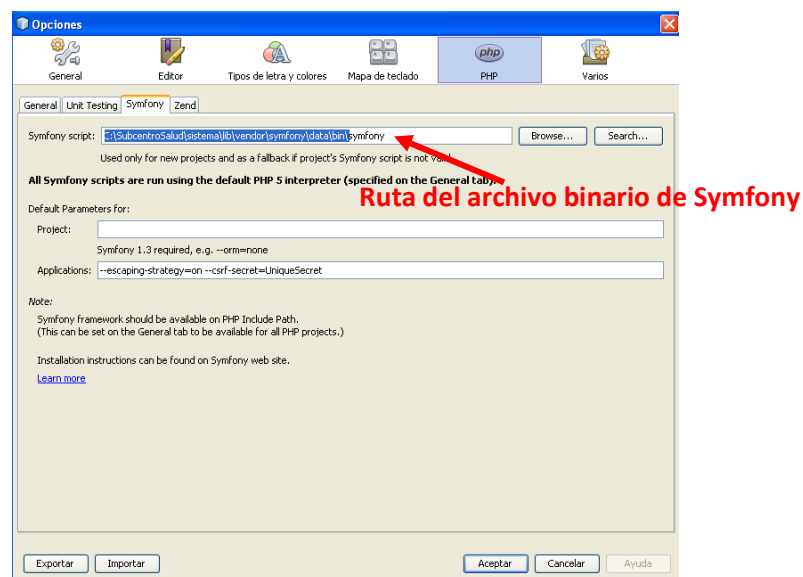 Opciones
General Editor Tipos de letra y colores Mapa de teclado PHP Varios
General Unit Testing Symfony Zend
Symfony script: C:\SubcentroSalud\sistema\lib\vendor\symfony\data\bin\symfony Browse... Search...
Used only for new projects and as a fallback if project's Symfony script is not valid
All Symfony scripts are run using the default PHP 5 interpreter (specified on the General tab).
Ruta del archivo binario de Symfony
Default Parameters for:
Project:
Symfony 1.3 required, e.g. --orm=none
Applications: --escaping-strategy=on --csrf-secret=UniqueSecret
Note:
Symfony framework should be available on PHP Include Path.
(This can be set on the General tab to be available for all PHP projects.)
Installation instructions can be found on Symfony web site.
Learn more
Exportar Importar Aceptar Cancelar Ayuda